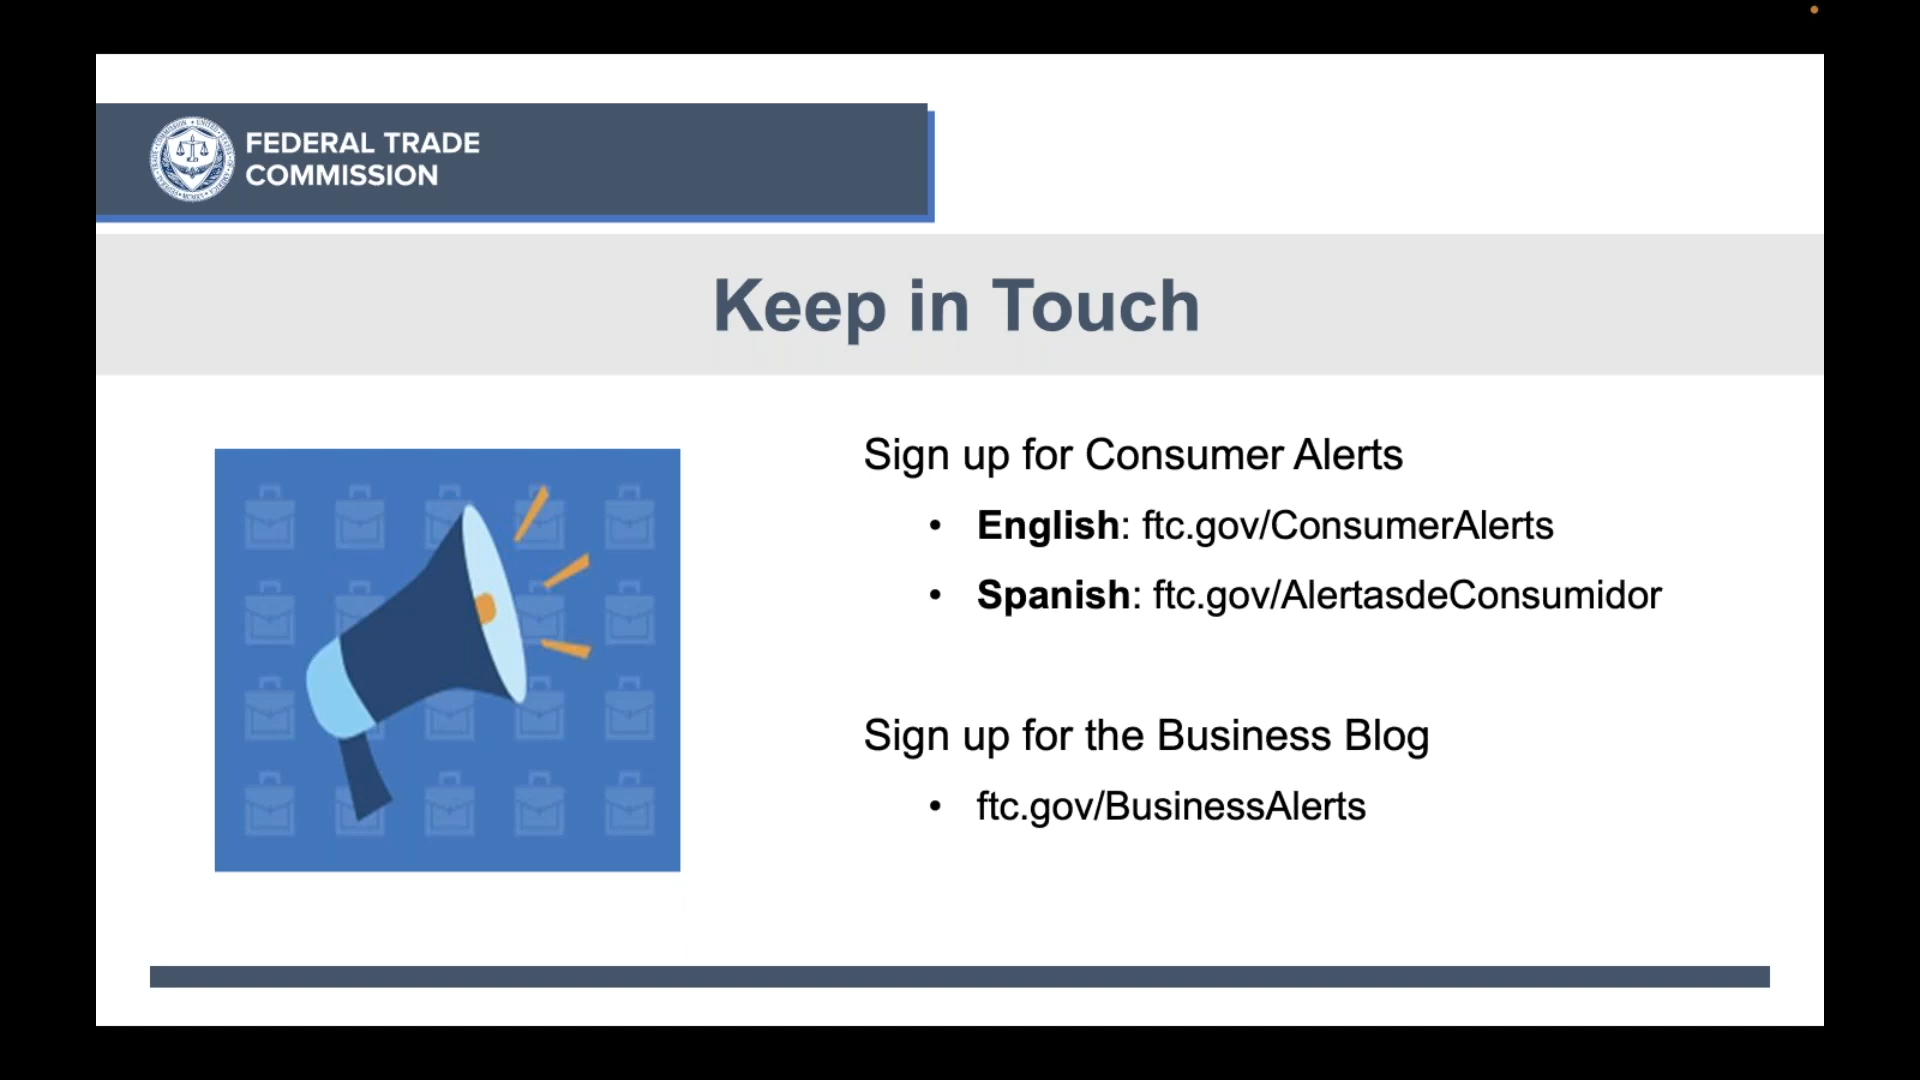 FEDERAL TRADE
COMMISSION
Keep in Touch
Sign up for Consumer Alerts
• English: ftc.gov/ConsumerAlerts
• Spanish: ftc.gov/AlertasdeConsumidor
Sign up for the Business Blog
• ftc.gov/BusinessAlerts